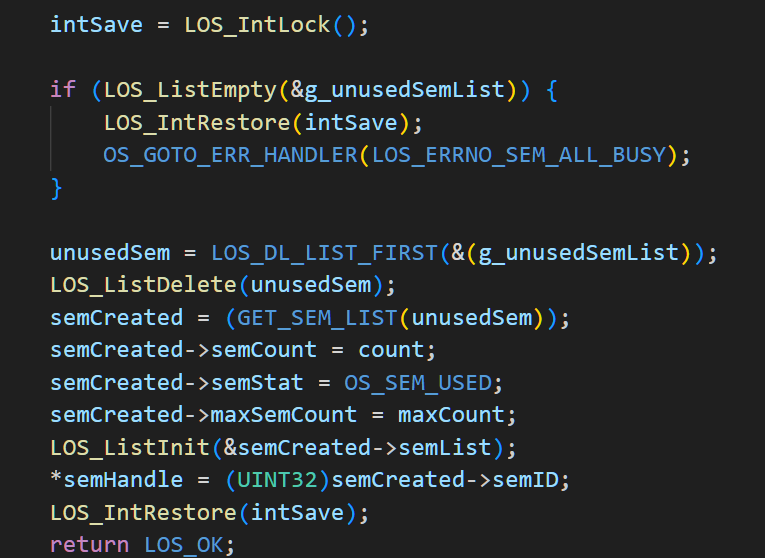 intSave = LOS_IntLock();
if (LOS_ListEmpty(&g_unusedSemList)) {
LOS_IntRestore(intSave);
OS_GOTO_ERR_HANDLER(LOS_ERRNO_SEM_ALL_BUSY);
}
unusedSem = LOS_DL_LIST_FIRST(&(g_unusedSemList));
LOS_ListDelete(unusedSem);
semCreated = (GET_SEM_LIST(unusedSem));
semCreated->semCount = count;
semCreated->semStat = OS_SEM_USED;
semCreated->maxSemCount = maxCount;
LOS_ListInit(&semCreated->semList);
*semHandle = (UINT32)semCreated->semID;
LOS_IntRestore(intSave);
return LOS_OK;